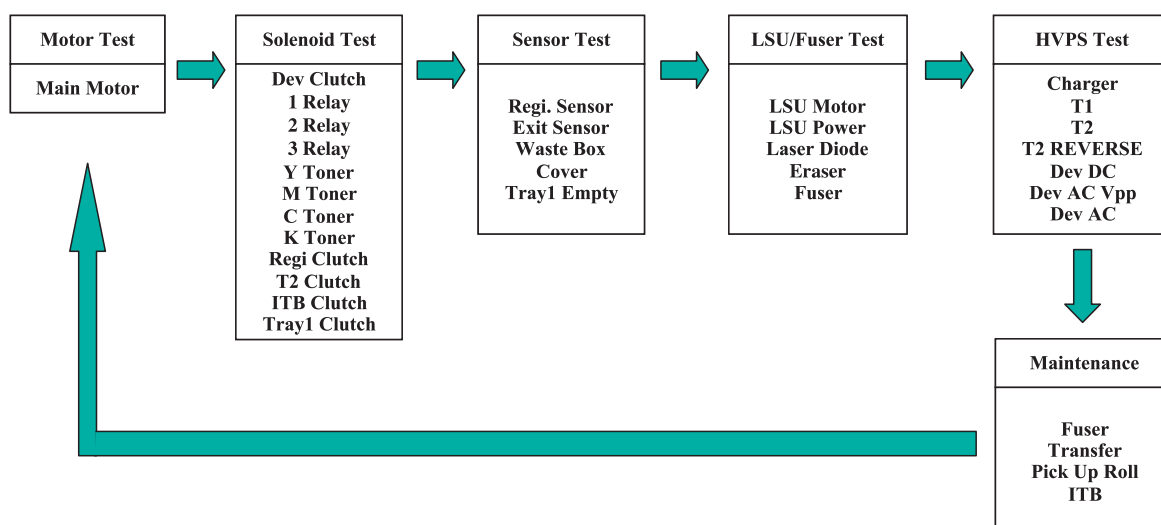 Motor Test
Main Motor
Solenoid Test
Dev Clutch
1 Relay
2 Relay
3 Relay
Y Toner
M Toner
C Toner
K Toner
Regi Clutch
T2 Clutch
ITB Clutch
Tray1 Clutch
Sensor Test
Regi. Sensor
Exit Sensor
Waste Box
Cover
Tray1 Empty
LSU/Fuser Test
LSU Motor
LSU Power
Laser Diode
Eraser
Fuser
HVPS Test
Charger
T1
T2
T2 REVERSE
Dev DC
Dev AC Vpp
Dev AC
Maintenance
Fuser
Transfer
Pick Up Roll
ITB